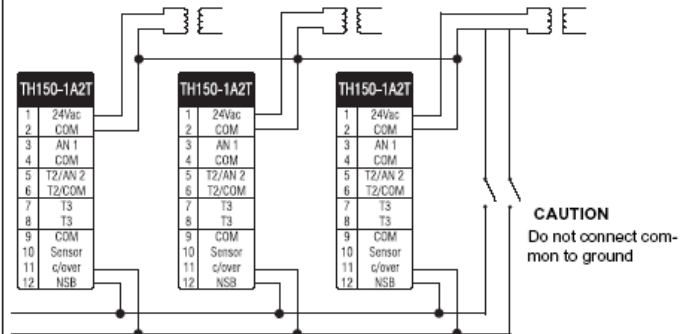 TH150-1A2T
1 24Vac
2 COM
3 AN 1
4 COM
5 T2/AN 2
6 T2/COM
7 T3
8 T3
9 COM
10 Sensor
11 c/over
12 NSB
TH150-1A2T
1 24Vac
2 COM
3 AN 1
4 COM
5 T2/AN 2
6 T2/COM
7 T3
8 T3
9 COM
10 Sensor
11 c/over
12 NSB
TH150-1A2T
1 24Vac
2 COM
3 AN 1
4 COM
5 T2/AN 2
6 T2/COM
7 T3
8 T3
9 COM
10 Sensor
11 c/over
12 NSB
CAUTION
Do not connect com-
mon to ground